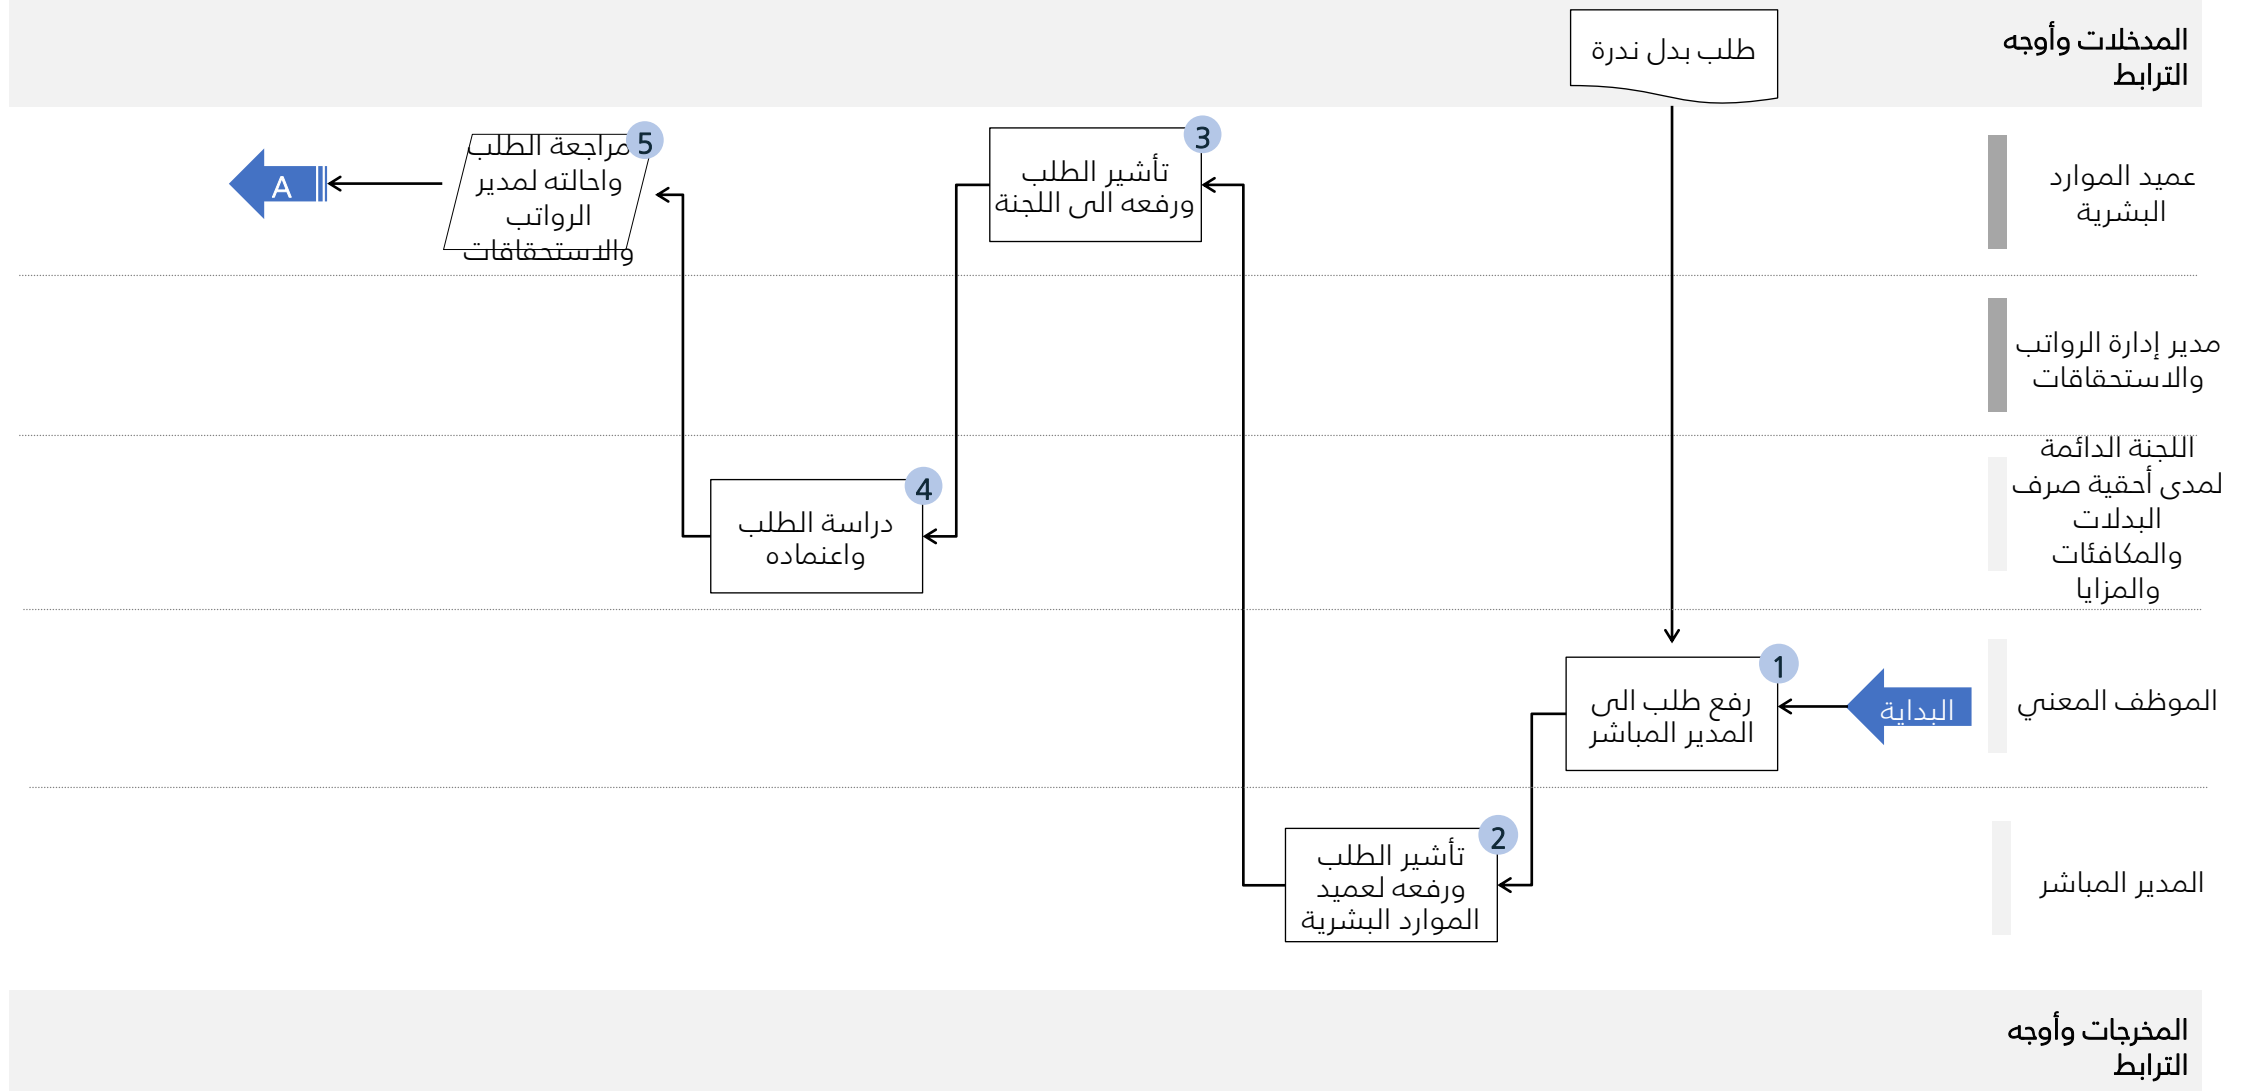 المدخلات وأوجه
الترابط
طلب بدل ندرة
عميد الموارد
البشرية
3
تأشير الطلب
ورفعه الى اللجنة
5
مراجعة الطلب
واحالته لمدير
الرواتب
والاستحقاقات
A
مدير إدارة الرواتب
والاستحقاقات
اللجنة الدائمة
لمدى أحقية صرف
البدلات
والمكافئات
والمزايا
4
دراسة الطلب
واعنماده
الموظف المعني
البداية
1
رفع طلب الى
المدير المباشر
المدير المباشر
2
تأشير الطلب
ورفعه لعميد
الموارد البشرية
المخرجات وأوجه
الترابط